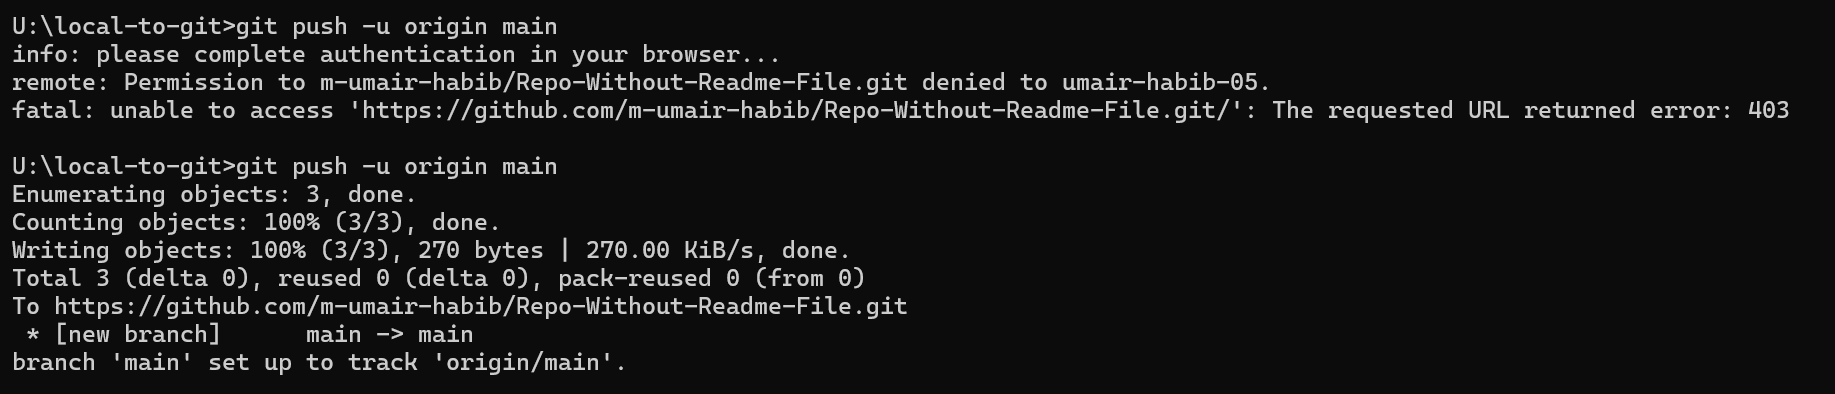 U:\local-to-git>git push -u origin main
info: please complete authentication in your browser...
remote: Permission to m-umair-habib/Repo-Without-Readme-File.git denied to umair-habib-05.
fatal: unable to access 'https://github.com/m-umair-habib/Repo-Without-Readme-File.git/': The requested URL returned error: 403
U:\local-to-git>git push -u origin main
Enumerating objects: 3, done.
Counting objects: 100% (3/3), done.
Writing objects: 100% (3/3), 270 bytes | 270.00 KiB/s, done.
Total 3 (delta 0), reused 0 (delta 0), pack-reused 0 (from 0)
To https://github.com/m-umair-habib/Repo-Without-Readme-File.git
 * [new branch]      main -> main
branch 'main' set up to track 'origin/main'.